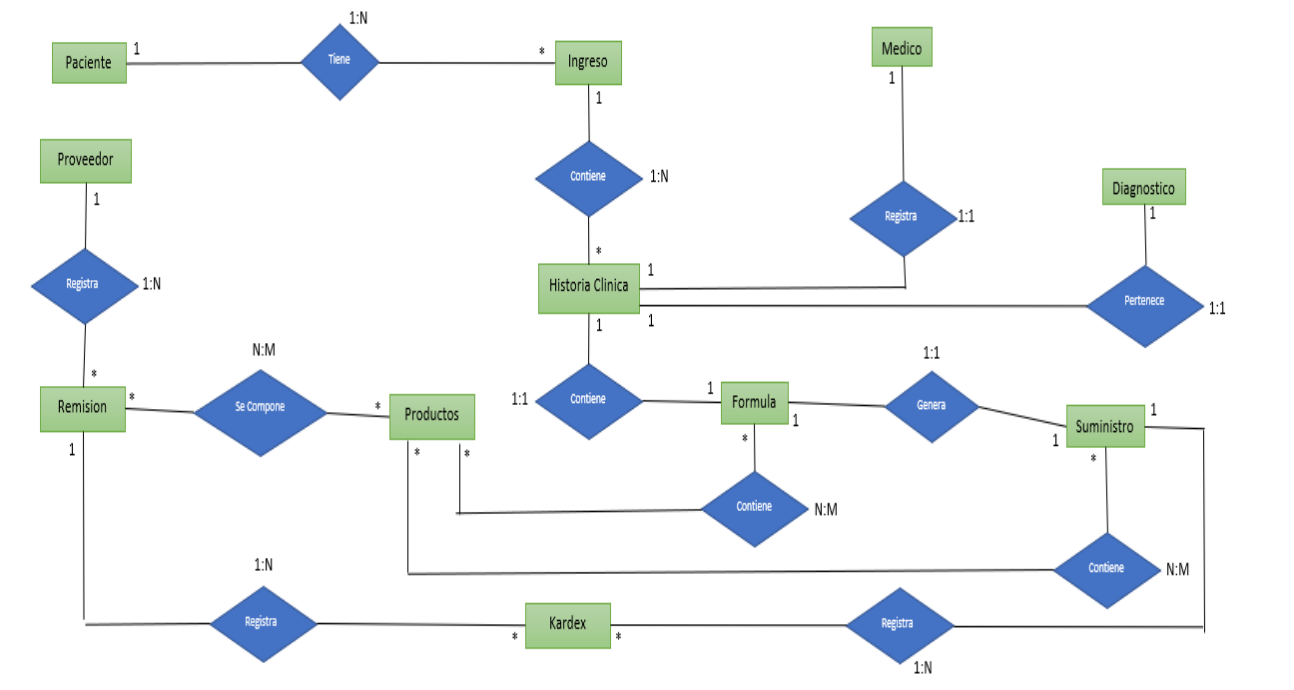 1:N
Paciente
1
Tiene
*
Ingreso
Medico
1
1
Proveedor
1
Contiene
1:N
Diagnostico
1
Registra
1:1
1
*
Registra
1:N
Historia Clinica
1
Pertenece
1:1
1
1
N:M
1:1
*
Remision
*
Se Compone
*
Productos
1:1
Contiene
1
Formula
1
Genera
1
Suministro
1
1
*
*
*
*
Contiene
N:M
1:N
Contiene
N:M
Registra
*
Kardex
*
Registra
1:N